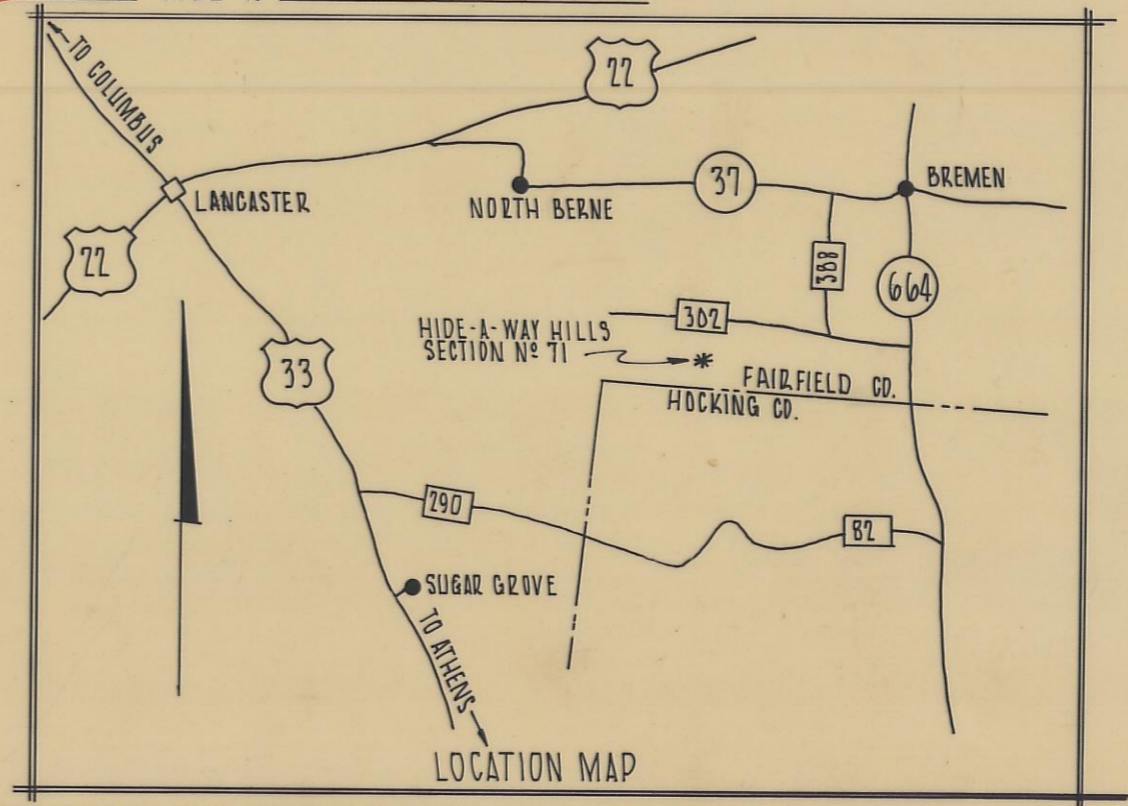 TO COLUMBUS
22
LANCASTER
22
NORTH BERNE
37
BREMEN
388
664
302
HIDE-A-WAY HILLS
SECTION Nº 71
33
FAIRFIELD CO.
HOCKING CO.
290
82
SUGAR GROVE
TO ATHENS
LOCATION MAP